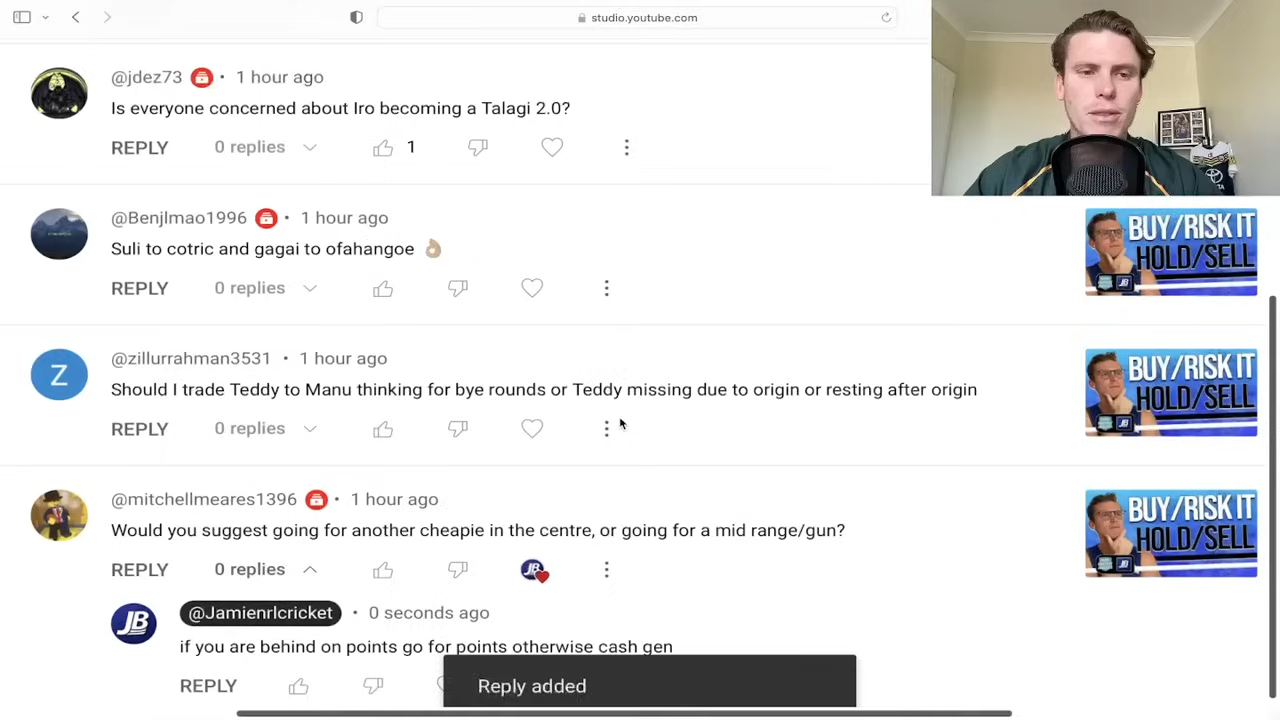 studio.youtube.com
@jdez73 • 1 hour ago
Is everyone concerned about Iro becoming a Talagi 2.0?
REPLY 0 replies 1
@Benjlmao1996 • 1 hour ago
Suli to cotric and gagai to ofahangoe 👌🏼
REPLY 0 replies
BUY/RISK IT
HOLD/SELL
JB
@zillurrahman3531 • 1 hour ago
Z
Should I trade Teddy to Manu thinking for bye rounds or Teddy missing due to origin or resting after origin
REPLY 0 replies
BUY/RISK IT
HOLD/SELL
JB
@mitchellmeares1396 • 1 hour ago
Would you suggest going for another cheapie in the centre, or going for a mid range/gun?
REPLY 0 replies
JB
BUY/RISK IT
HOLD/SELL
JB
JB
@Jamienrlcricket • 0 seconds ago
if you are behind on points go for points otherwise cash gen
REPLY
Reply added